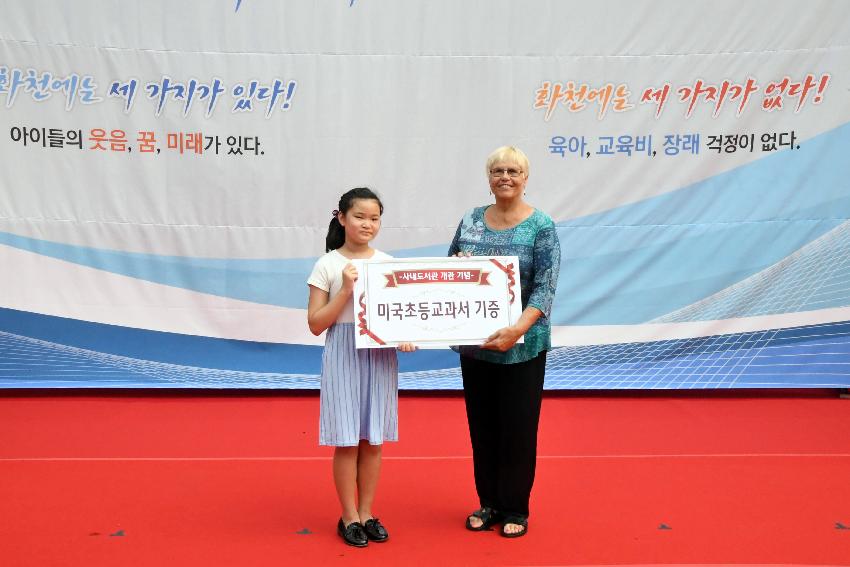 화천에는 세 가지가 있다!
아이들의 웃음, 꿈, 미래가 있다.
화천에는 세 가지가 없다!
육아, 교육비, 장래 걱정이 없다.
-사내도서관 개관 기념-
미국초등교과서 기증